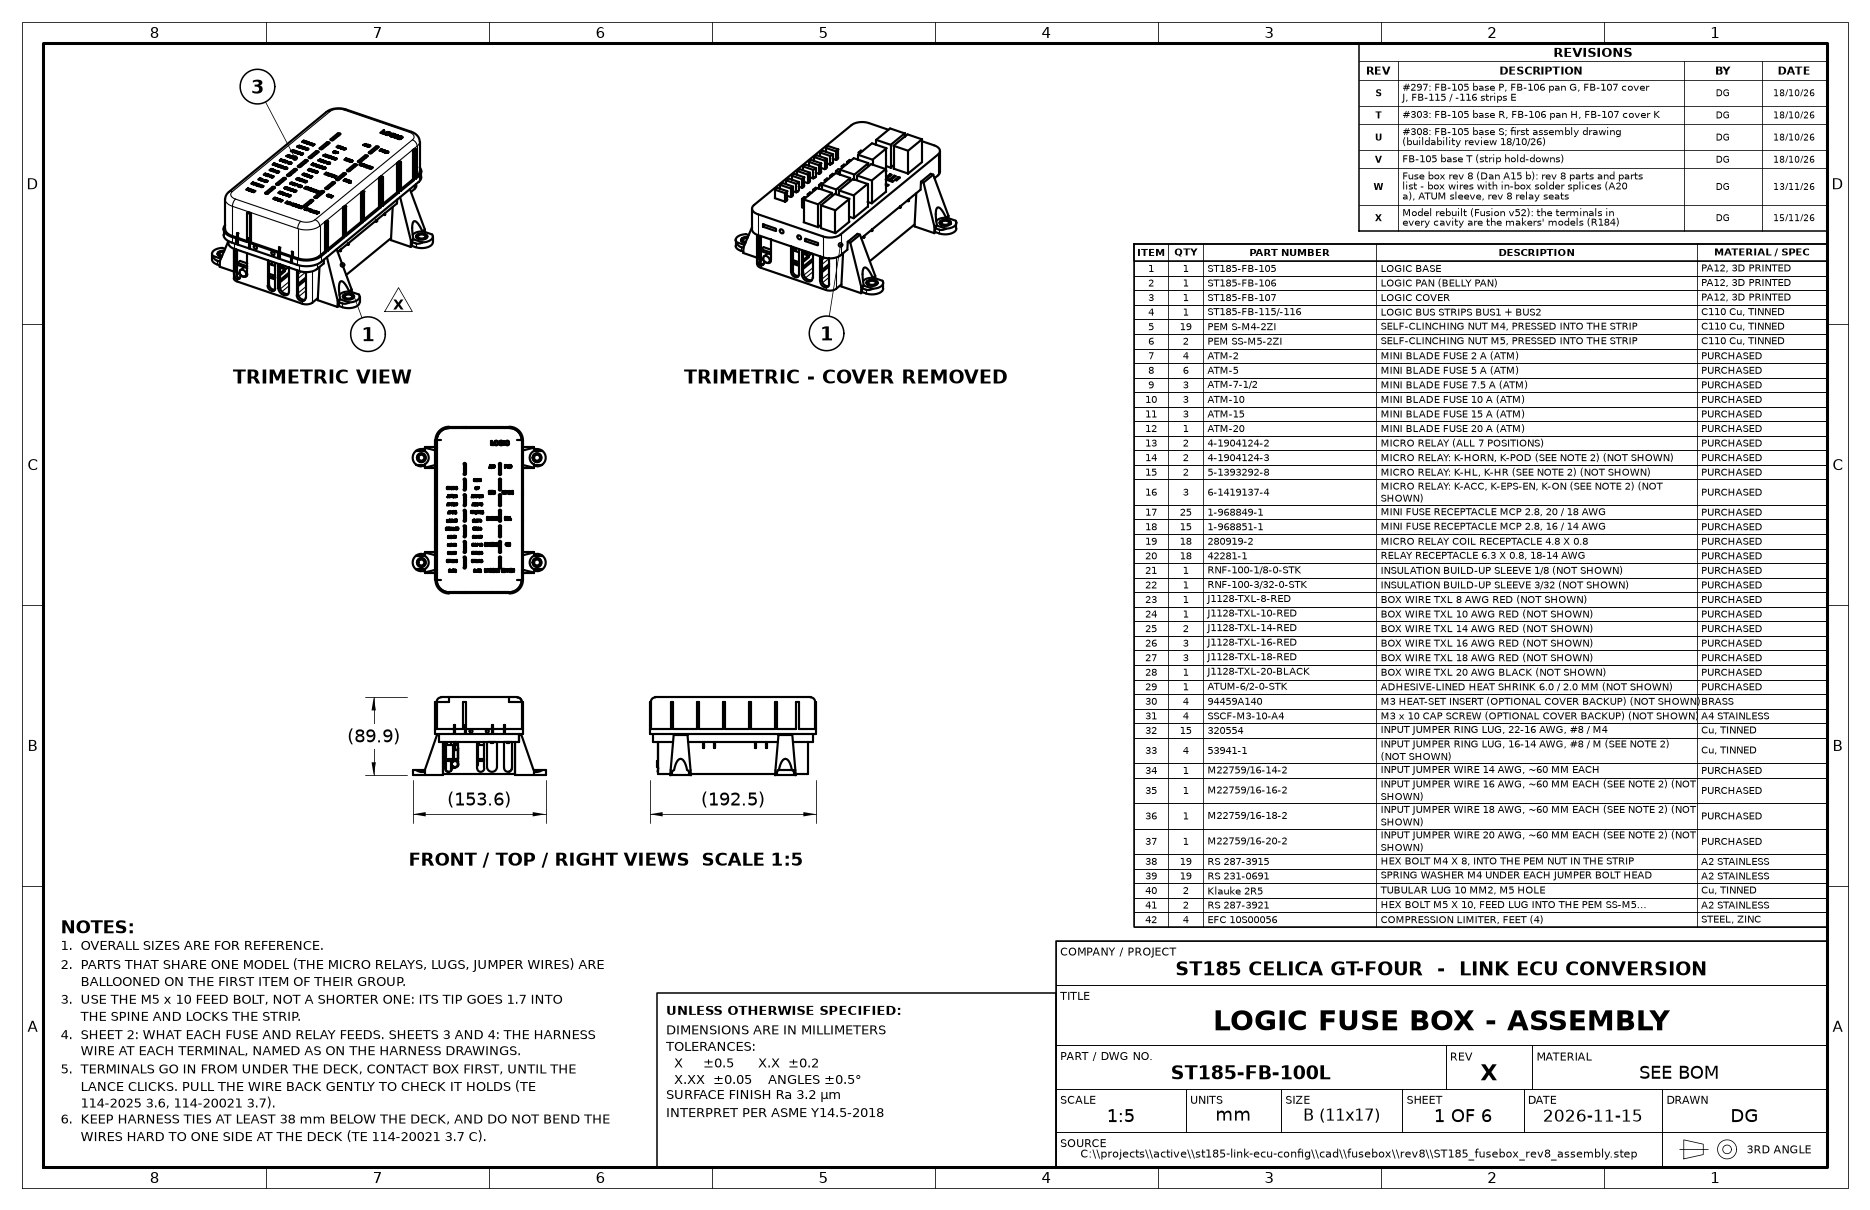 8 7 6 5 4 3 2 1
D
C
B
A
D
C
B
A
REVISIONS
REV DESCRIPTION BY DATE
S #297: FB-105 base P, FB-106 pan G, FB-107 cover J, FB-115 / -116 strips E DG 18/10/26
T #303: FB-105 base R, FB-106 pan H, FB-107 cover K DG 18/10/26
U #308: FB-105 base S; first assembly drawing (buildability review 18/10/26) DG 18/10/26
V FB-105 base T (strip hold-downs) DG 18/10/26
W Fuse box rev 8 (Dan A15 b): rev 8 parts and parts list - box wires with in-box solder splices (A20 a), ATUM sleeve, rev 8 relay seats DG 13/11/26
X Model rebuilt (Fusion v52): the terminals in every cavity are the makers' models (R184) DG 15/11/26
3
LOGIC
X
1
TRIMETRIC VIEW
1
TRIMETRIC - COVER REMOVED
LOGIC
(89.9)
(153.6)
(192.5)
FRONT / TOP / RIGHT VIEWS SCALE 1:5
ITEM QTY PART NUMBER DESCRIPTION MATERIAL / SPEC
1 1 ST185-FB-105 LOGIC BASE PA12, 3D PRINTED
2 1 ST185-FB-106 LOGIC PAN (BELLY PAN) PA12, 3D PRINTED
3 1 ST185-FB-107 LOGIC COVER PA12, 3D PRINTED
4 1 ST185-FB-115/-116 LOGIC BUS STRIPS BUS1 + BUS2 C110 Cu, TINNED
5 19 PEM S-M4-2ZI SELF-CLINCHING NUT M4, PRESSED INTO THE STRIP C110 Cu, TINNED
6 2 PEM SS-M5-2ZI SELF-CLINCHING NUT M5, PRESSED INTO THE STRIP C110 Cu, TINNED
7 4 ATM-2 MINI BLADE FUSE 2 A (ATM) PURCHASED
8 6 ATM-5 MINI BLADE FUSE 5 A (ATM) PURCHASED
9 3 ATM-7-1/2 MINI BLADE FUSE 7.5 A (ATM) PURCHASED
10 3 ATM-10 MINI BLADE FUSE 10 A (ATM) PURCHASED
11 3 ATM-15 MINI BLADE FUSE 15 A (ATM) PURCHASED
12 1 ATM-20 MINI BLADE FUSE 20 A (ATM) PURCHASED
13 2 4-1904124-2 MICRO RELAY (ALL 7 POSITIONS) PURCHASED
14 2 4-1904124-3 MICRO RELAY: K-HORN, K-POD (SEE NOTE 2) (NOT SHOWN) PURCHASED
15 2 5-1393292-8 MICRO RELAY: K-HL, K-HR (SEE NOTE 2) (NOT SHOWN) PURCHASED
16 3 6-1419137-4 MICRO RELAY: K-ACC, K-EPS-EN, K-ON (SEE NOTE 2) (NOT SHOWN) PURCHASED
17 25 1-968849-1 MINI FUSE RECEPTACLE MCP 2.8, 20 / 18 AWG PURCHASED
18 15 1-968851-1 MINI FUSE RECEPTACLE MCP 2.8, 16 / 14 AWG PURCHASED
19 18 280919-2 MICRO RELAY COIL RECEPTACLE 4.8 X 0.8 PURCHASED
20 18 42281-1 RELAY RECEPTACLE 6.3 X 0.8, 18-14 AWG PURCHASED
21 1 RNF-100-1/8-0-STK INSULATION BUILD-UP SLEEVE 1/8 (NOT SHOWN) PURCHASED
22 1 RNF-100-3/32-0-STK INSULATION BUILD-UP SLEEVE 3/32 (NOT SHOWN) PURCHASED
23 1 J1128-TXL-8-RED BOX WIRE TXL 8 AWG RED (NOT SHOWN) PURCHASED
24 1 J1128-TXL-10-RED BOX WIRE TXL 10 AWG RED (NOT SHOWN) PURCHASED
25 2 J1128-TXL-14-RED BOX WIRE TXL 14 AWG RED (NOT SHOWN) PURCHASED
26 3 J1128-TXL-16-RED BOX WIRE TXL 16 AWG RED (NOT SHOWN) PURCHASED
27 3 J1128-TXL-18-RED BOX WIRE TXL 18 AWG RED (NOT SHOWN) PURCHASED
28 1 J1128-TXL-20-BLACK BOX WIRE TXL 20 AWG BLACK (NOT SHOWN) PURCHASED
29 1 ATUM-6/2-0-STK ADHESIVE-LINED HEAT SHRINK 6.0 / 2.0 MM (NOT SHOWN) PURCHASED
30 4 94459A140 M3 HEAT-SET INSERT (OPTIONAL COVER BACKUP) (NOT SHOWN) BRASS
31 4 SSCF-M3-10-A4 M3 x 10 CAP SCREW (OPTIONAL COVER BACKUP) (NOT SHOWN) A4 STAINLESS
32 15 320554 INPUT JUMPER RING LUG, 22-16 AWG, #8 / M4 Cu, TINNED
33 4 53941-1 INPUT JUMPER RING LUG, 16-14 AWG, #8 / M (SEE NOTE 2) (NOT SHOWN) Cu, TINNED
34 1 M22759/16-14-2 INPUT JUMPER WIRE 14 AWG, ~60 MM EACH PURCHASED
35 1 M22759/16-16-2 INPUT JUMPER WIRE 16 AWG, ~60 MM EACH (SEE NOTE 2) (NOT SHOWN) PURCHASED
36 1 M22759/16-18-2 INPUT JUMPER WIRE 18 AWG, ~60 MM EACH (SEE NOTE 2) (NOT SHOWN) PURCHASED
37 1 M22759/16-20-2 INPUT JUMPER WIRE 20 AWG, ~60 MM EACH (SEE NOTE 2) (NOT SHOWN) PURCHASED
38 19 RS 287-3915 HEX BOLT M4 X 8, INTO THE PEM NUT IN THE STRIP A2 STAINLESS
39 19 RS 231-0691 SPRING WASHER M4 UNDER EACH JUMPER BOLT HEAD A2 STAINLESS
40 2 Klauke 2R5 TUBULAR LUG 10 MM2, M5 HOLE Cu, TINNED
41 2 RS 287-3921 HEX BOLT M5 X 10, FEED LUG INTO THE PEM SS-M5... A2 STAINLESS
42 4 EFC 10S00056 COMPRESSION LIMITER, FEET (4) STEEL, ZINC
NOTES:
1. OVERALL SIZES ARE FOR REFERENCE.
2. PARTS THAT SHARE ONE MODEL (THE MICRO RELAYS, LUGS, JUMPER WIRES) ARE
BALLOONED ON THE FIRST ITEM OF THEIR GROUP.
3. USE THE M5 x 10 FEED BOLT, NOT A SHORTER ONE: ITS TIP GOES 1.7 INTO
THE SPINE AND LOCKS THE STRIP.
4. SHEET 2: WHAT EACH FUSE AND RELAY FEEDS. SHEETS 3 AND 4: THE HARNESS
WIRE AT EACH TERMINAL, NAMED AS ON THE HARNESS DRAWINGS.
5. TERMINALS GO IN FROM UNDER THE DECK, CONTACT BOX FIRST, UNTIL THE
LANCE CLICKS. PULL THE WIRE BACK GENTLY TO CHECK IT HOLDS (TE
114-2025 3.6, 114-20021 3.7).
6. KEEP HARNESS TIES AT LEAST 38 mm BELOW THE DECK, AND DO NOT BEND THE
WIRES HARD TO ONE SIDE AT THE DECK (TE 114-20021 3.7 C).
UNLESS OTHERWISE SPECIFIED:
DIMENSIONS ARE IN MILLIMETERS
TOLERANCES:
X ±0.5 X.X ±0.2
X.XX ±0.05 ANGLES ±0.5°
SURFACE FINISH Ra 3.2 µm
INTERPRET PER ASME Y14.5-2018
COMPANY / PROJECT
ST185 CELICA GT-FOUR - LINK ECU CONVERSION
TITLE
LOGIC FUSE BOX - ASSEMBLY
PART / DWG NO. REV MATERIAL
ST185-FB-100L X SEE BOM
SCALE UNITS SIZE SHEET DATE DRAWN
1:5 mm B (11x17) 1 OF 6 2026-11-15 DG
SOURCE
C:\\projects\\active\\st185-link-ecu-config\\cad\\fusebox\\rev8\\ST185_fusebox_rev8_assembly.step
3RD ANGLE
8 7 6 5 4 3 2 1